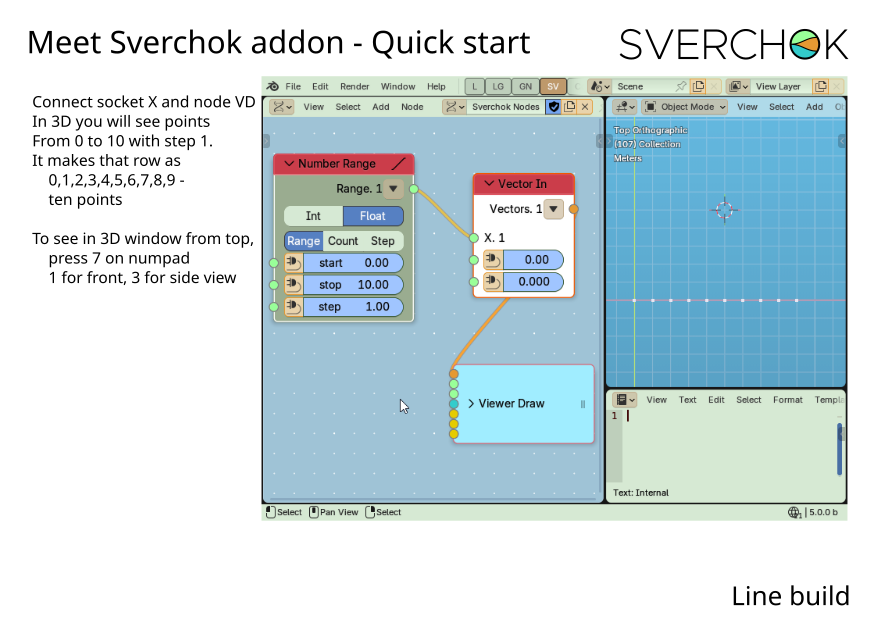 Meet Sverchok addon - Quick start
SVERCHOK
Connect socket X and node VD
In 3D you will see points
From 0 to 10 with step 1.
It makes that row as
0,1,2,3,4,5,6,7,8,9 -
ten points
To see in 3D window from top,
press 7 on numpad
1 for front, 3 for side view
File Edit Render Window Help L LG GN SV Scene View Layer
View Select Add Node Sverchok Nodes
Object Mode View Select Add
Number Range
Range. 1
Int Float
Range Count Step
start 0.00
stop 10.00
step 1.00
Vector In
Vectors. 1
X. 1
0.00
0.000
Viewer Draw
Top Orthographic
(107) Collection
Meters
View Text Edit Select Format
1
Text: Internal
Select Pan View Select 5.0.0 b
Line build